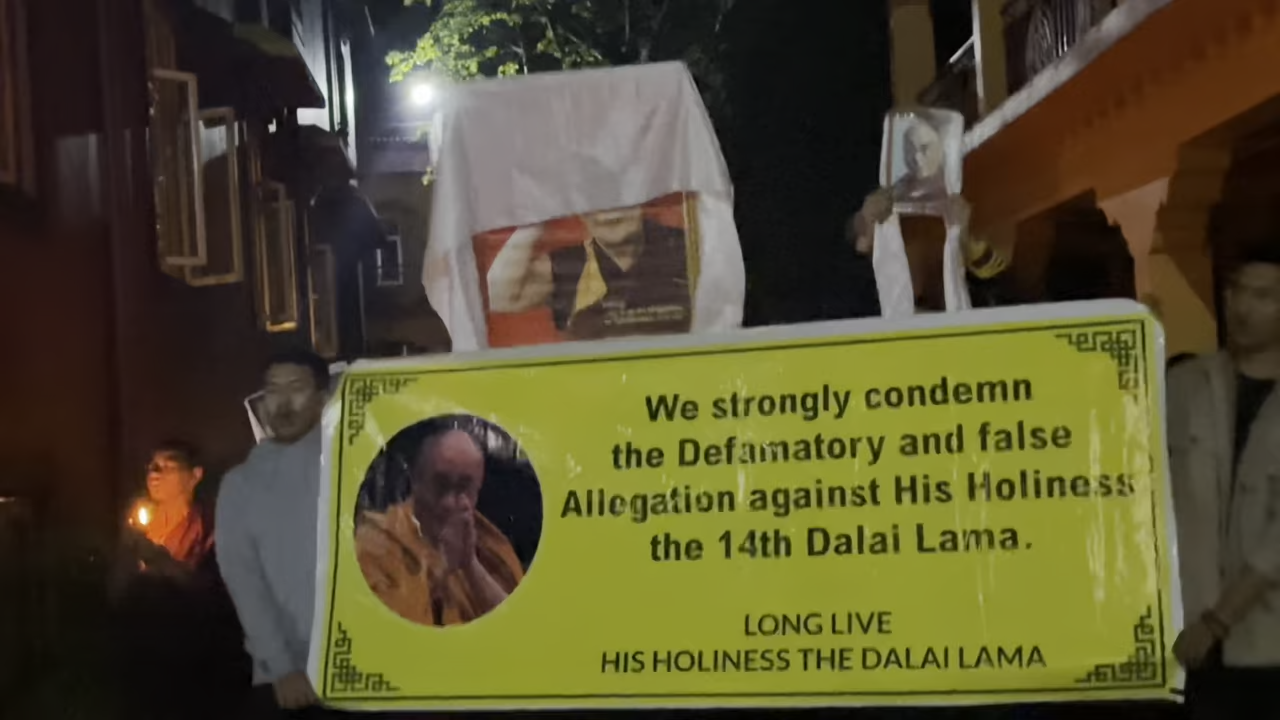 We strongly condemn
the Defamatory and false
Allegation against His Holiness
the 14th Dalai Lama.
LONG LIVE
HIS HOLINESS THE DALAI LAMA